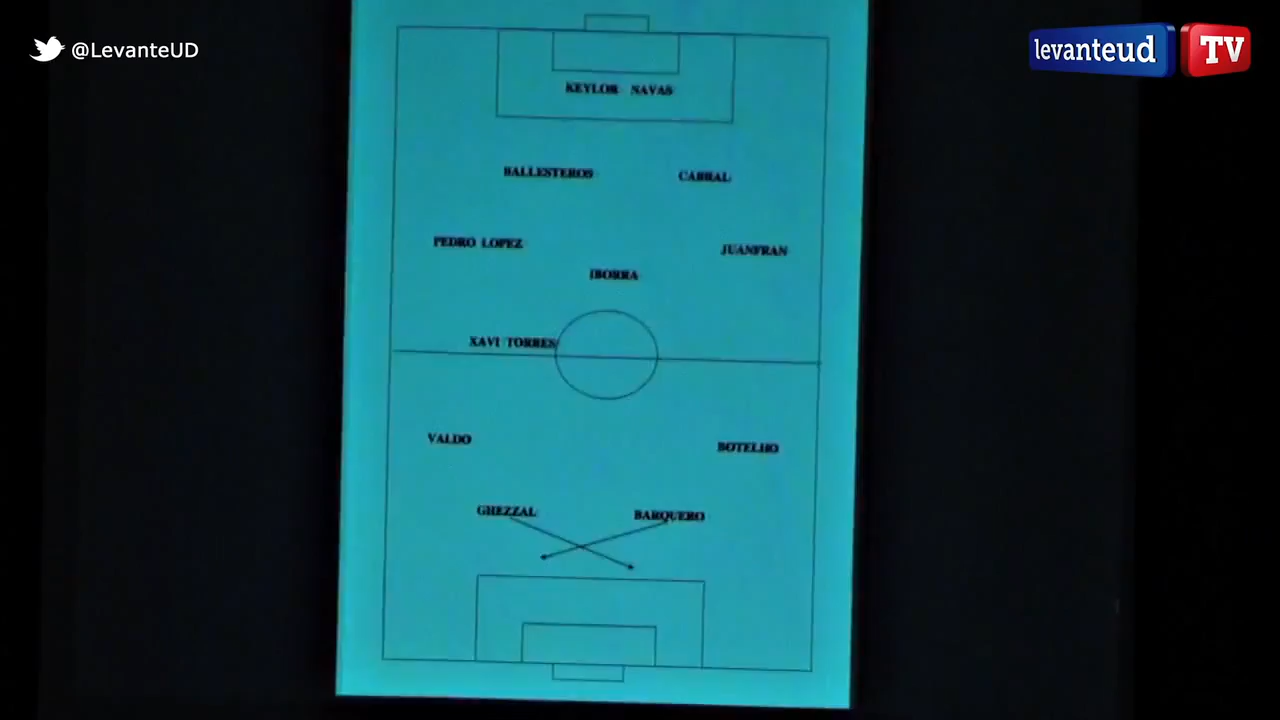 @LevanteUD
levanteud TV
KEYLOR NAVAS
BALLESTEROS
CABRAL
PEDRO LOPEZ
JUANFRAN
IBORRA
XAVI TORRES
VALDO
BOTELHO
GHEZZAL
BARQUERO